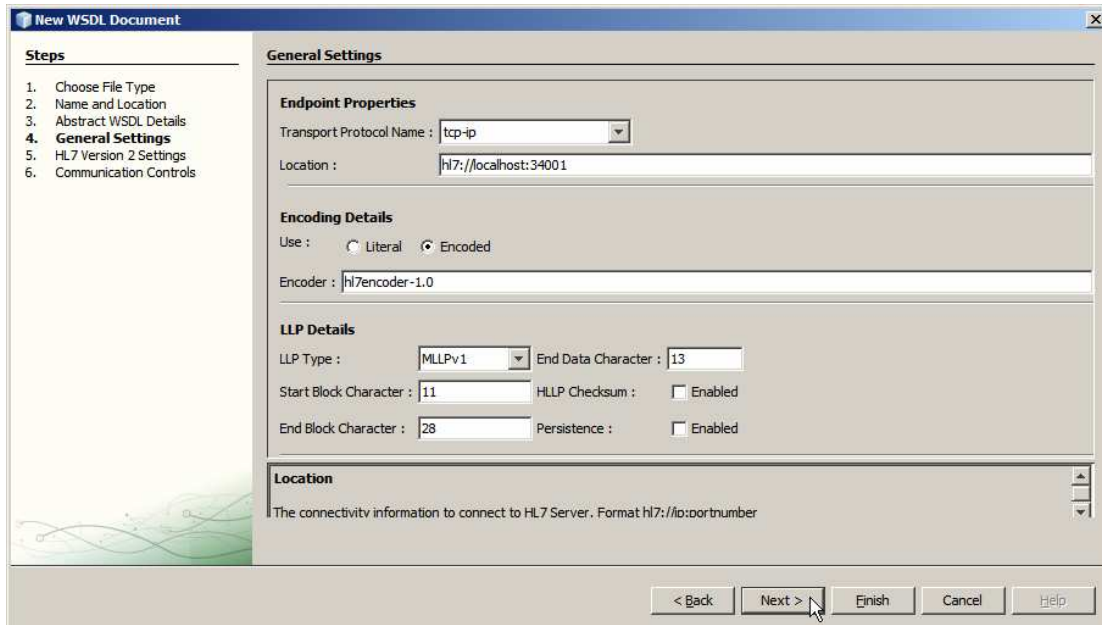 New WSDL Document
Steps
1. Choose File Type
2. Name and Location
3. Abstract WSDL Details
4. General Settings
5. HL7 Version 2 Settings
6. Communication Controls
General Settings
Endpoint Properties
Transport Protocol Name : tcp-ip
Location : hl7://localhost:34001
Encoding Details
Use : Literal Encoded
Encoder : hl7encoder-1.0
LLP Details
LLP Type : MLLPv1 End Data Character : 13
Start Block Character : 11 HLLP Checksum : Enabled
End Block Character : 28 Persistence : Enabled
Location
The connectivity information to connect to HL7 Server. Format hl7://ip:portnumber
< Back Next > Finish Cancel Help